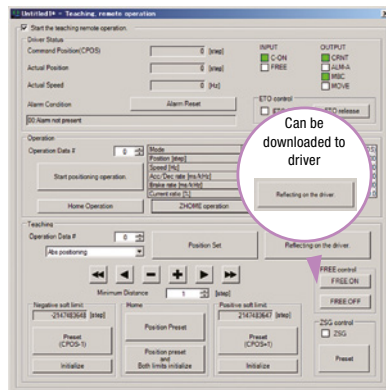 Untitled1* - Teaching, remote operation
Start the teaching remote operation.
Driver Status
Command Position(CPOS) 0 [step]
Actual Position 0 [step]
Actual Speed 0 [Hz]
Alarm Condition
Alarm Reset
00:Alarm not present
INPUT
C-ON
FREE
OUTPUT
CRNT
ALM-A
MBC
MOVE
ETO control
ETO release
Can be
downloaded to
driver
Reflecting on the driver.
Operation
Operation Data # 0
Start positioning operation.
Home Operation
Mode
Position [step]
Speed [Hz]
Acc/Dec rate [ms/kHz]
Brake rate [ms/kHz]
Current ratio [%]
ZHOME operation
Teaching
Operation Data # 0
Abs positioning
Position Set
Reflecting on the driver.
Minimum Distance 1 [step]
FREE control
FREE ON
FREE OFF
Negative soft limit
-2147483648 [step]
Preset
(CPOS-1)
Initialize
Home
Position Preset
Position preset
and
Both limits initialize
Positive soft limit
2147483647 [step]
Preset
(CPOS+1)
Initialize
ZSG control
ZSG
Preset